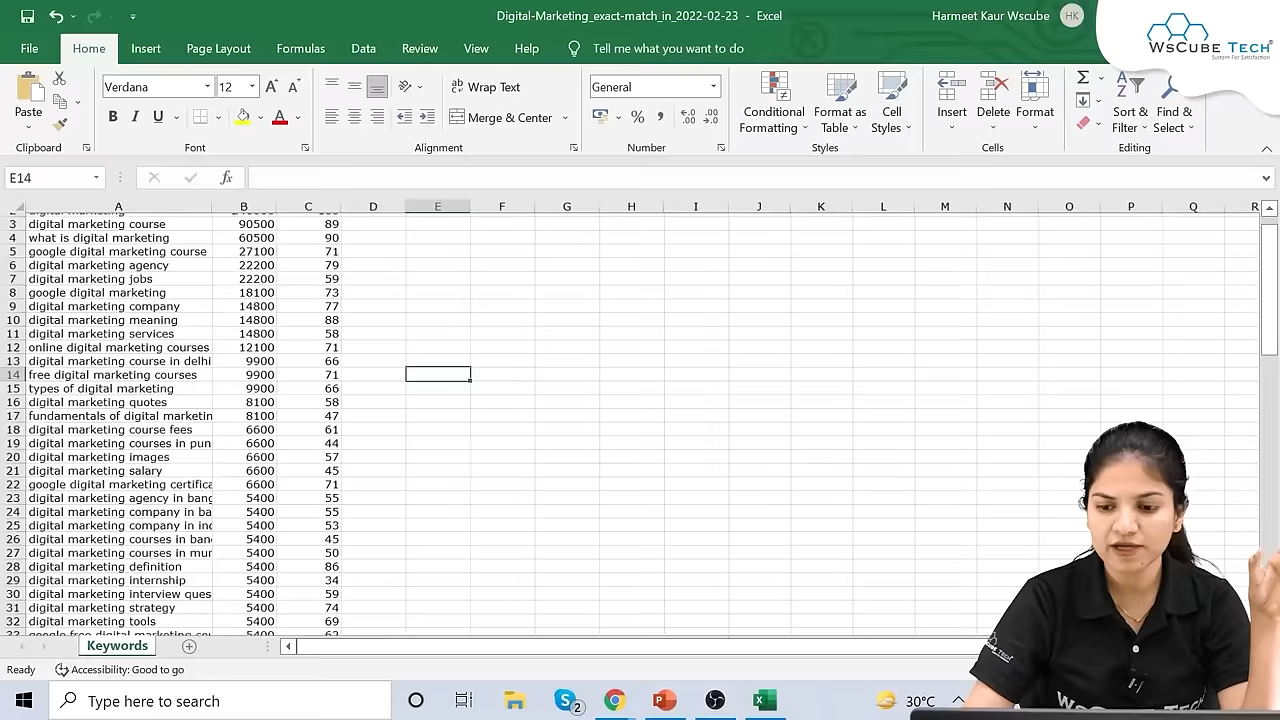 Digital-Marketing_exact-match_in_2022-02-23 - Excel
Harmeet Kaur Wscube
HK
WsCube Tech
System For Satisfaction
File Home Insert Page Layout Formulas Data Review View Help Tell me what you want to do
Paste
Clipboard
Verdana 12
B I U
Font
Wrap Text
Merge & Center
Alignment
General
Number
Conditional Formatting
Format as Table
Cell Styles
Styles
Insert Delete Format
Cells
Sort & Filter
Find & Select
Editing
E14
fx
A B C D E F G H I J K L M N O P Q R
3 digital marketing course 90500 89
4 what is digital marketing 60500 90
5 google digital marketing course 27100 71
6 digital marketing agency 22200 79
7 digital marketing jobs 22200 59
8 google digital marketing 18100 73
9 digital marketing company 14800 77
10 digital marketing meaning 14800 88
11 digital marketing services 14800 58
12 online digital marketing courses 12100 71
13 digital marketing course in delhi 9900 66
14 free digital marketing courses 9900 71
15 types of digital marketing 9900 66
16 digital marketing quotes 8100 58
17 fundamentals of digital marketin 8100 47
18 digital marketing course fees 6600 61
19 digital marketing courses in pun 6600 44
20 digital marketing images 6600 57
21 digital marketing salary 6600 45
22 google digital marketing certifica 6600 71
23 digital marketing agency in bang 5400 55
24 digital marketing company in ba 5400 55
25 digital marketing company in inc 5400 53
26 digital marketing courses in ban 5400 45
27 digital marketing courses in mur 5400 50
28 digital marketing definition 5400 86
29 digital marketing internship 5400 34
30 digital marketing interview ques 5400 59
31 digital marketing strategy 5400 74
32 digital marketing tools 5400 69
Keywords
Ready Accessibility: Good to go
Type here to search
2
30°C